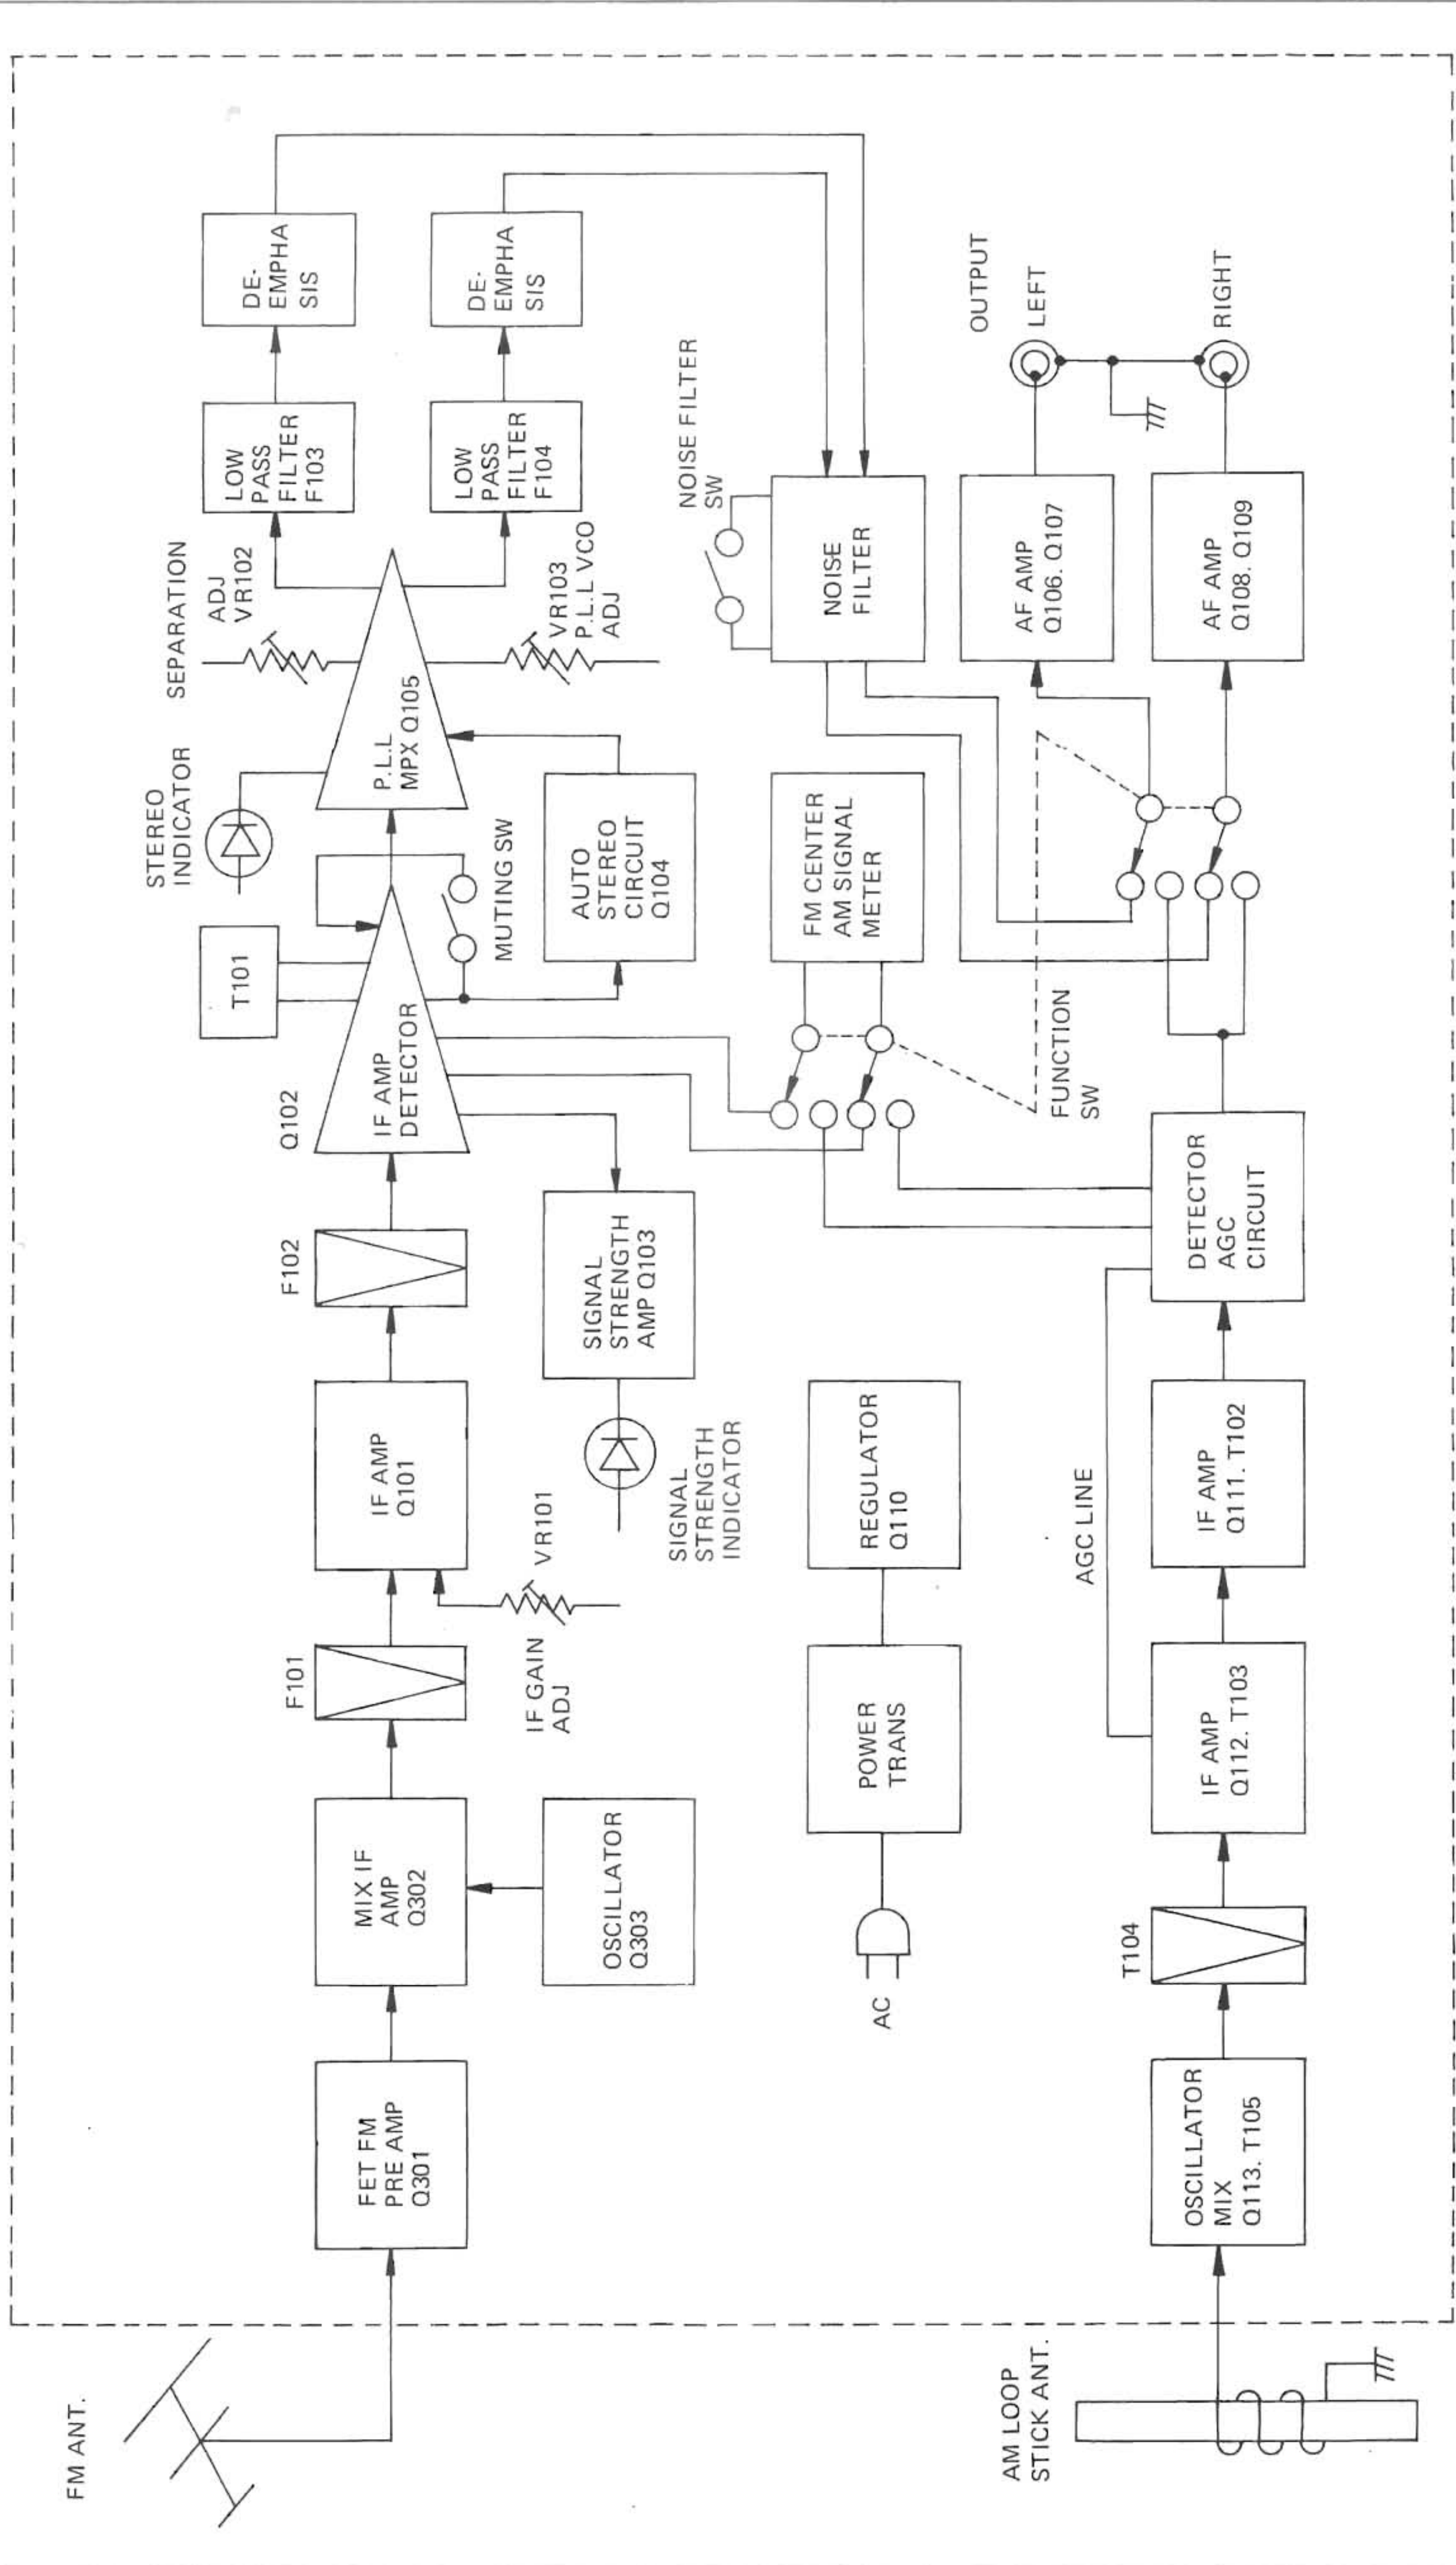 FM ANT.
FET FM
PRE AMP
Q301
MIX IF
AMP
Q302
OSCILLATOR
Q303
F101
IF GAIN
ADJ
VR101
IF AMP
Q101
F102
SIGNAL
STRENGTH
AMP Q103
SIGNAL
STRENGTH
INDICATOR
Q102
IF AMP
DETECTOR
T101
MUTING SW
AUTO
STEREO
CIRCUIT
Q104
STEREO
INDICATOR
P.L.L
MPX Q105
SEPARATION
ADJ
VR102
VR103
P.L.L VCO
ADJ
LOW
PASS
FILTER
F103
LOW
PASS
FILTER
F104
DE-
EMPHA
SIS
DE-
EMPHA
SIS
NOISE FILTER
SW
NOISE
FILTER
FM CENTER
AM SIGNAL
METER
FUNCTION
SW
AC
POWER
TRANS
REGULATOR
Q110
AM LOOP
STICK ANT.
OSCILLATOR
MIX
Q113. T105
T104
IF AMP
Q112. T103
AGC LINE
IF AMP
Q111. T102
DETECTOR
AGC
CIRCUIT
AF AMP
Q106. Q107
AF AMP
Q108. Q109
OUTPUT
LEFT
RIGHT